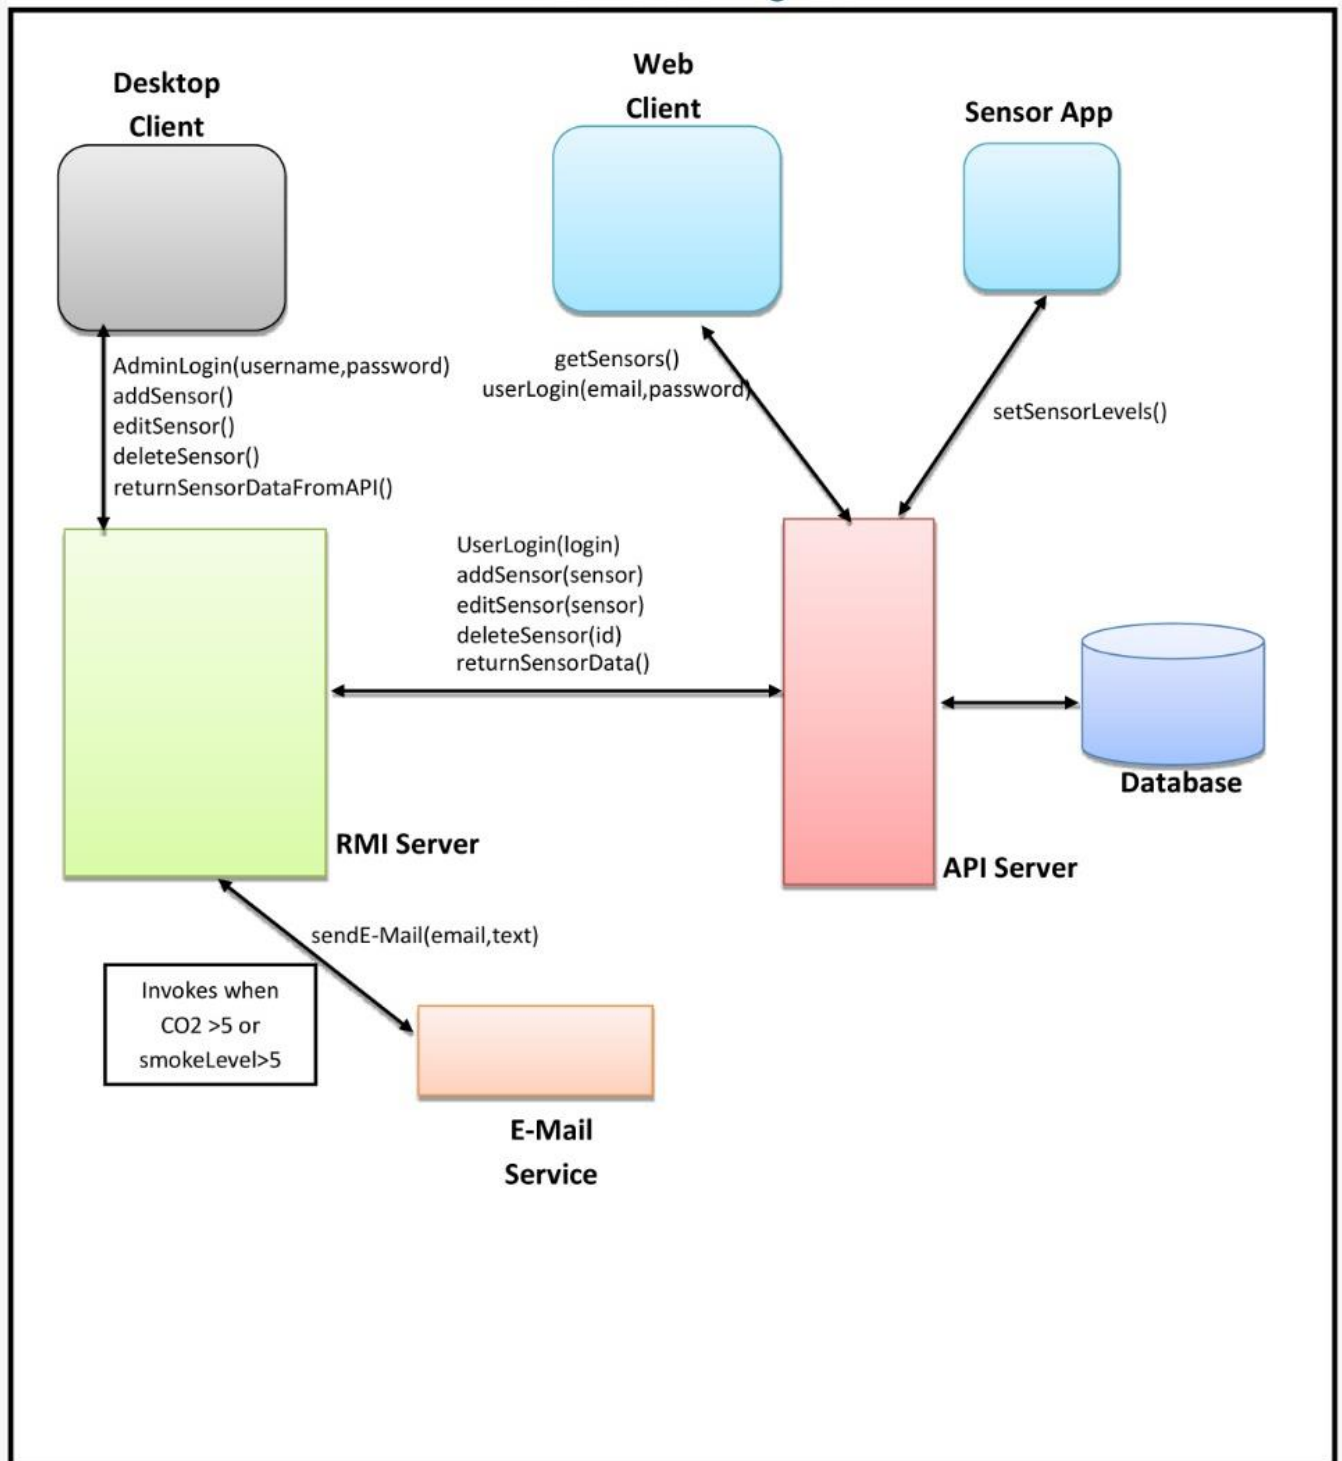 Desktop
Client
Web
Client
Sensor App
AdminLogin(username,password)
addSensor()
editSensor()
deleteSensor()
returnSensorDataFromAPI()
getSensors()
userLogin(email,password)
setSensorLevels()
UserLogin(login)
addSensor(sensor)
editSensor(sensor)
deleteSensor(id)
returnSensorData()
Database
RMI Server
API Server
sendE-Mail(email,text)
Invokes when
CO2 >5 or
smokeLevel>5
E-Mail
Service